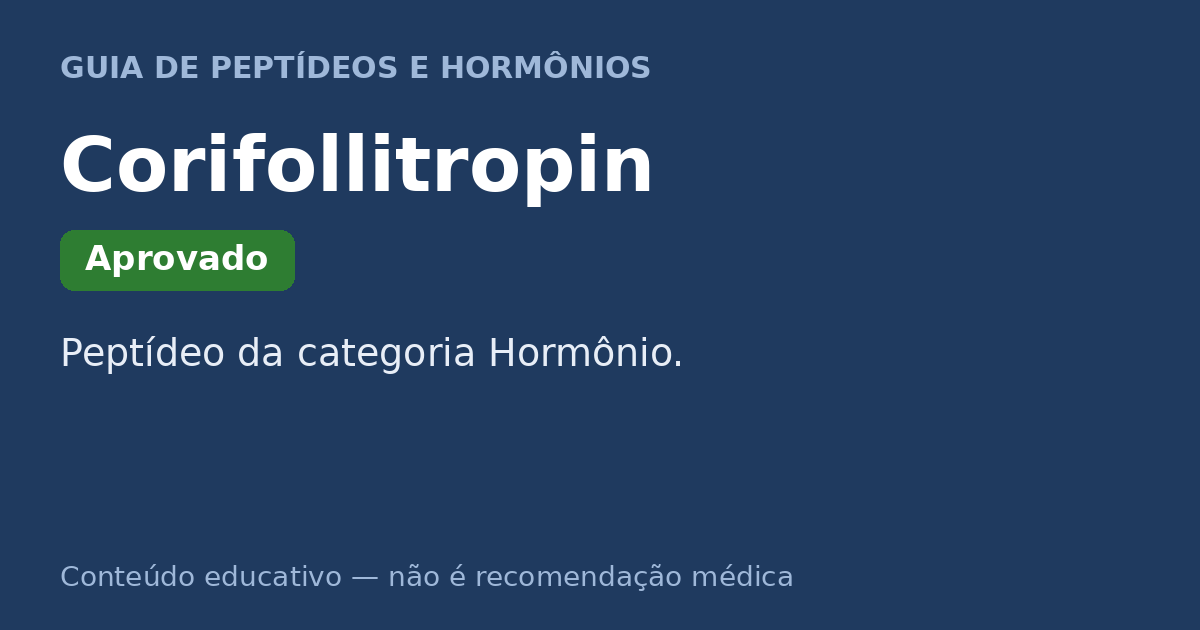 GUIA DE PEPTÍDEOS E HORMÔNIOS
Corifollitropin
Aprovado
Peptídeo da categoria Hormônio.
Conteúdo educativo — não é recomendação médica